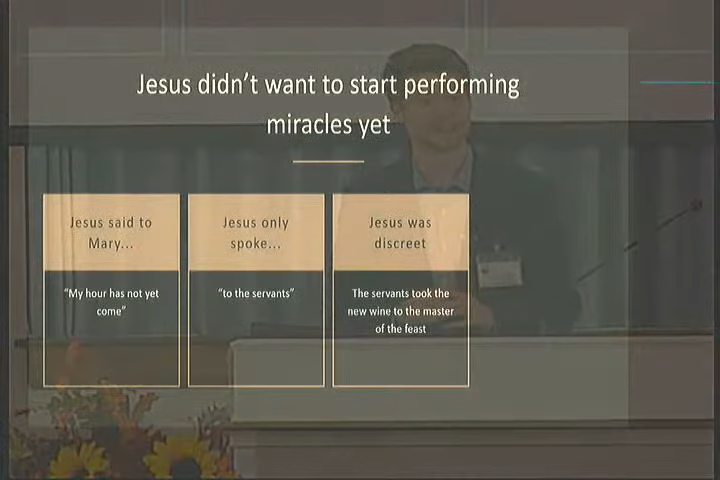 Jesus didn't want to start performing
miracles yet
Jesus said to
Mary...
"My hour has not yet
come"
Jesus only
spoke...
"to the servants"
Jesus was
discreet
The servants took the
new wine to the master
of the feast